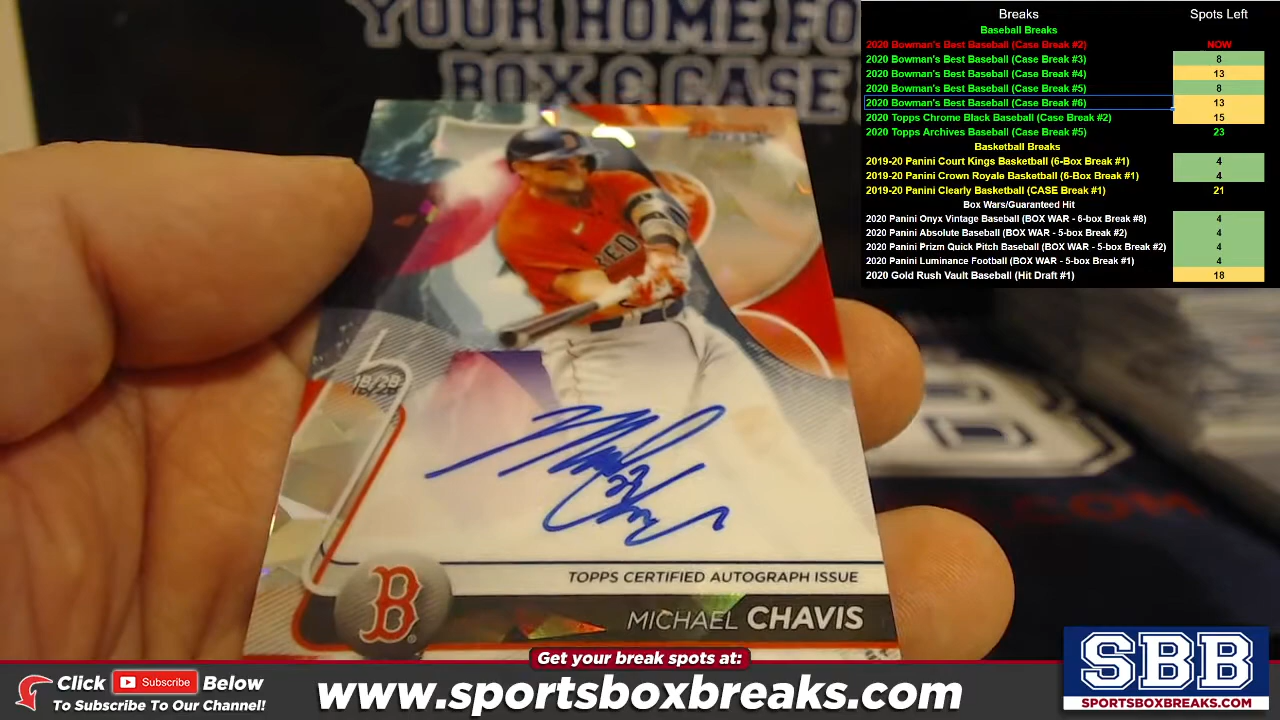 YOUR HOME FO
BOX & CASE
Breaks Spots Left
Baseball Breaks
2020 Bowman's Best Baseball (Case Break #2) NOW
2020 Bowman's Best Baseball (Case Break #3) 8
2020 Bowman's Best Baseball (Case Break #4) 13
2020 Bowman's Best Baseball (Case Break #5) 8
2020 Bowman's Best Baseball (Case Break #6) 13
2020 Topps Chrome Black Baseball (Case Break #2) 15
2020 Topps Archives Baseball (Case Break #5) 23
Basketball Breaks
2019-20 Panini Court Kings Basketball (6-Box Break #1) 4
2019-20 Panini Crown Royale Basketball (6-Box Break #1) 4
2019-20 Panini Clearly Basketball (CASE Break #1) 21
Box Wars/Guaranteed Hit
2020 Panini Onyx Vintage Baseball (BOX WAR - 6-box Break #8) 4
2020 Panini Absolute Baseball (BOX WAR - 5-box Break #2) 4
2020 Panini Prizm Quick Pitch Baseball (BOX WAR - 5-box Break #2) 4
2020 Panini Luminance Football (BOX WAR - 5-box Break #1) 4
2020 Gold Rush Vault Baseball (Hit Draft #1) 18
RED
B
TOPPS CERTIFIED AUTOGRAPH ISSUE
MICHAEL CHAVIS
Get your break spots at:
Click Subscribe Below
To Subscribe To Our Channel!
www.sportsboxbreaks.com
SBB
SPORTSBOXBREAKS.COM